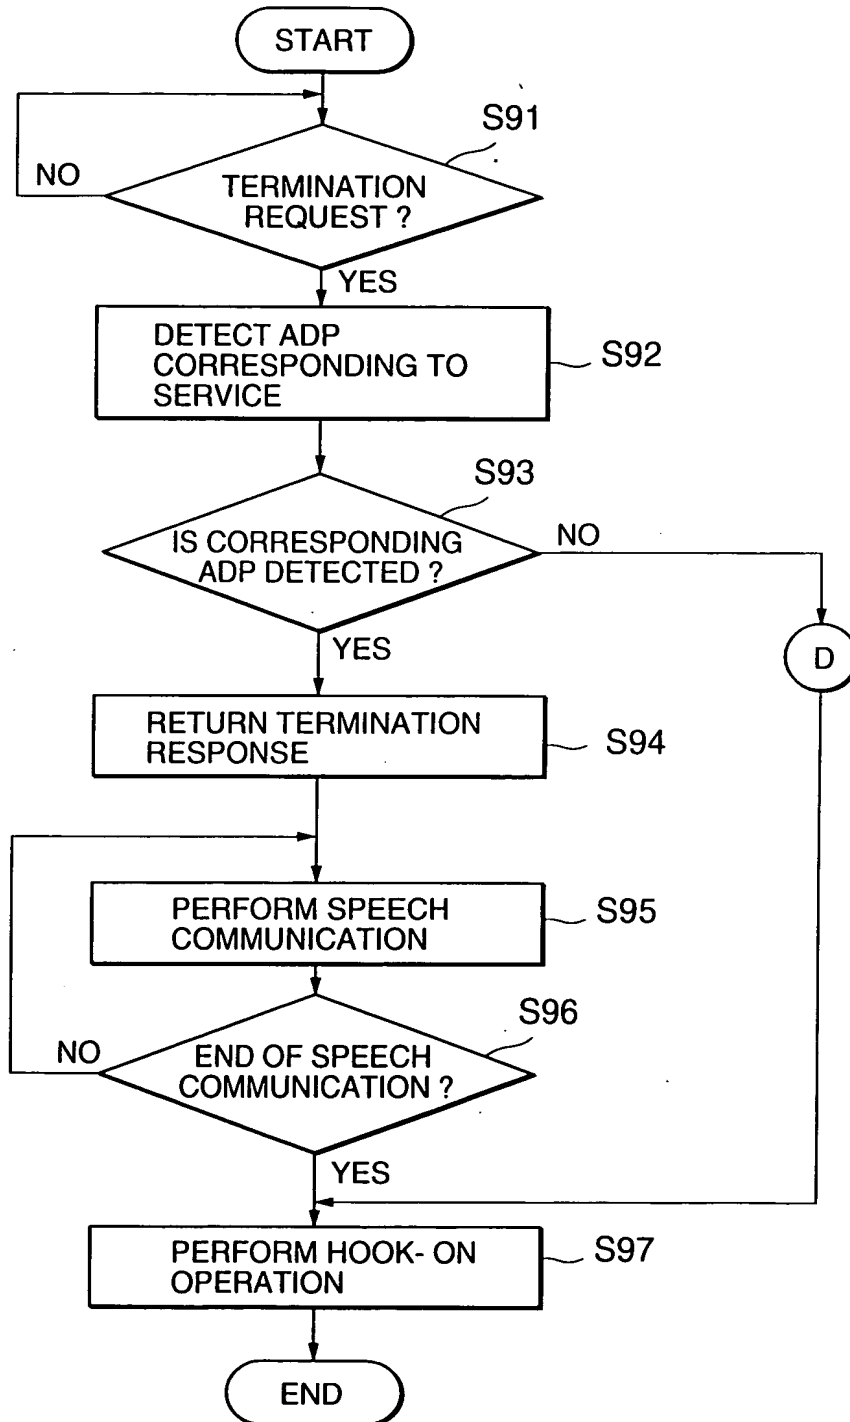 START
S91
NO
TERMINATION
REQUEST ?
YES
DETECT ADP
CORRESPONDING TO
SERVICE
S92
S93
IS CORRESPONDING
ADP DETECTED ?
NO
YES
D
RETURN TERMINATION
RESPONSE
S94
PERFORM SPEECH
COMMUNICATION
S95
S96
NO
END OF SPEECH
COMMUNICATION ?
YES
PERFORM HOOK- ON
OPERATION
S97
END